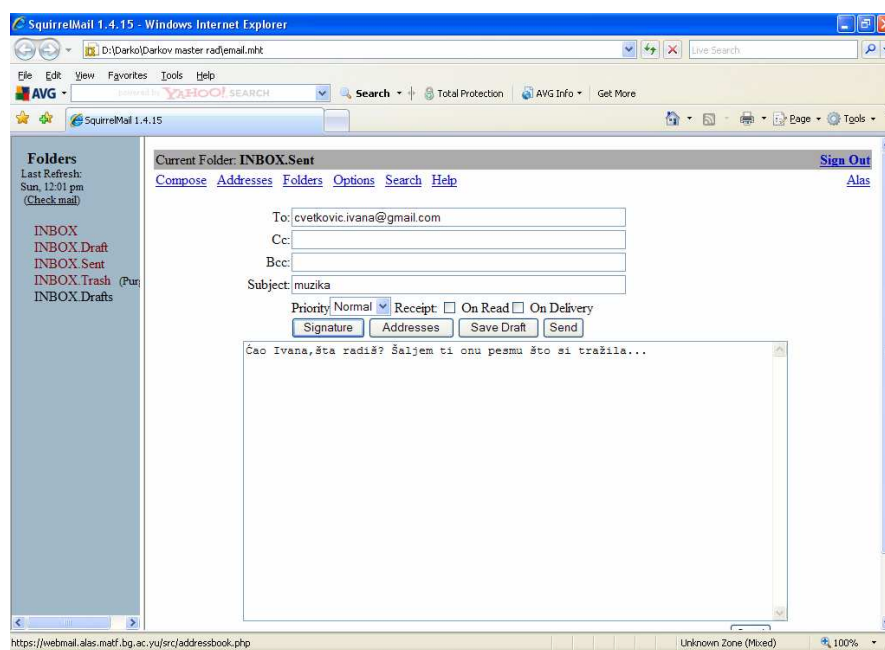 SquirrelMail 1.4.15 - Windows Internet Explorer
D:\Darko\Darkov master rad\email.mht
Live Search
File Edit View Favorites Tools Help
AVG YAHOO! SEARCH Search Total Protection AVG Info Get More
SquirrelMail 1.4.15 Page Tools
Folders
Last Refresh:
Sun, 12:01 pm
(Check mail)
INBOX
INBOX.Draft
INBOX.Sent
INBOX.Trash (Pur
INBOX.Drafts
Current Folder: INBOX.Sent Sign Out
Compose Addresses Folders Options Search Help Alas
To: cvetkovic.ivana@gmail.com
Cc:
Bcc:
Subject: muzika
Priority Normal Receipt: On Read On Delivery
Signature Addresses Save Draft Send
Ćao Ivana,šta radiš? Šaljem ti onu pesmu što si tražila...
https://webmail.alas.matf.bg.ac.yu/src/addressbook.php Unknown Zone (Mixed) 100%